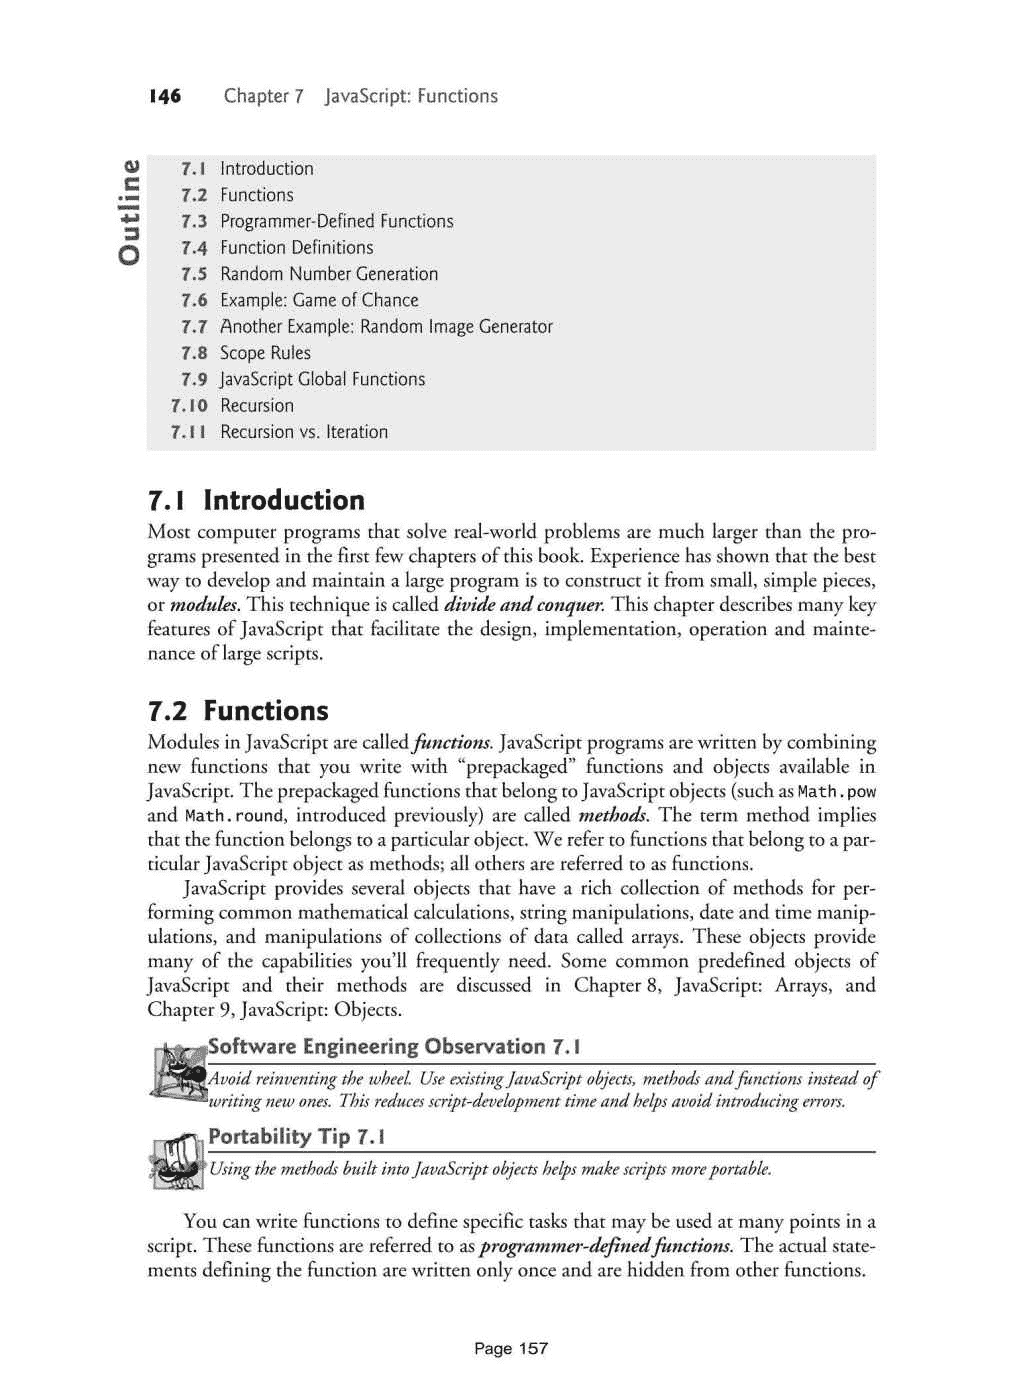 146 Chapter 7 JavaScript: Functions
Outline
7.1 Introduction
7.2 Functions
7.3 Programmer-Defined Functions
7.4 Function Definitions
7.5 Random Number Generation
7.6 Example: Game of Chance
7.7 Another Example: Random Image Generator
7.8 Scope Rules
7.9 JavaScript Global Functions
7.10 Recursion
7.11 Recursion vs. Iteration
7.1 Introduction
Most computer programs that solve real-world problems are much larger than the pro-
grams presented in the first few chapters of this book. Experience has shown that the best
way to develop and maintain a large program is to construct it from small, simple pieces,
or modules. This technique is called divide and conquer. This chapter describes many key
features of JavaScript that facilitate the design, implementation, operation and mainte-
nance of large scripts.
7.2 Functions
Modules in JavaScript are called functions. JavaScript programs are written by combining
new functions that you write with “prepackaged” functions and objects available in
JavaScript. The prepackaged functions that belong to JavaScript objects (such as Math.pow
and Math.round, introduced previously) are called methods. The term method implies
that the function belongs to a particular object. We refer to functions that belong to a par-
ticular JavaScript object as methods; all others are referred to as functions.
JavaScript provides several objects that have a rich collection of methods for per-
forming common mathematical calculations, string manipulations, date and time manip-
ulations, and manipulations of collections of data called arrays. These objects provide
many of the capabilities you’ll frequently need. Some common predefined objects of
JavaScript and their methods are discussed in Chapter 8, JavaScript: Arrays, and
Chapter 9, JavaScript: Objects.
Software Engineering Observation 7.1
Avoid reinventing the wheel. Use existing JavaScript objects, methods and functions instead of
writing new ones. This reduces script-development time and helps avoid introducing errors.
Portability Tip 7.1
Using the methods built into JavaScript objects helps make scripts more portable.
You can write functions to define specific tasks that may be used at many points in a
script. These functions are referred to as programmer-defined functions. The actual state-
ments defining the function are written only once and are hidden from other functions.
Page 157